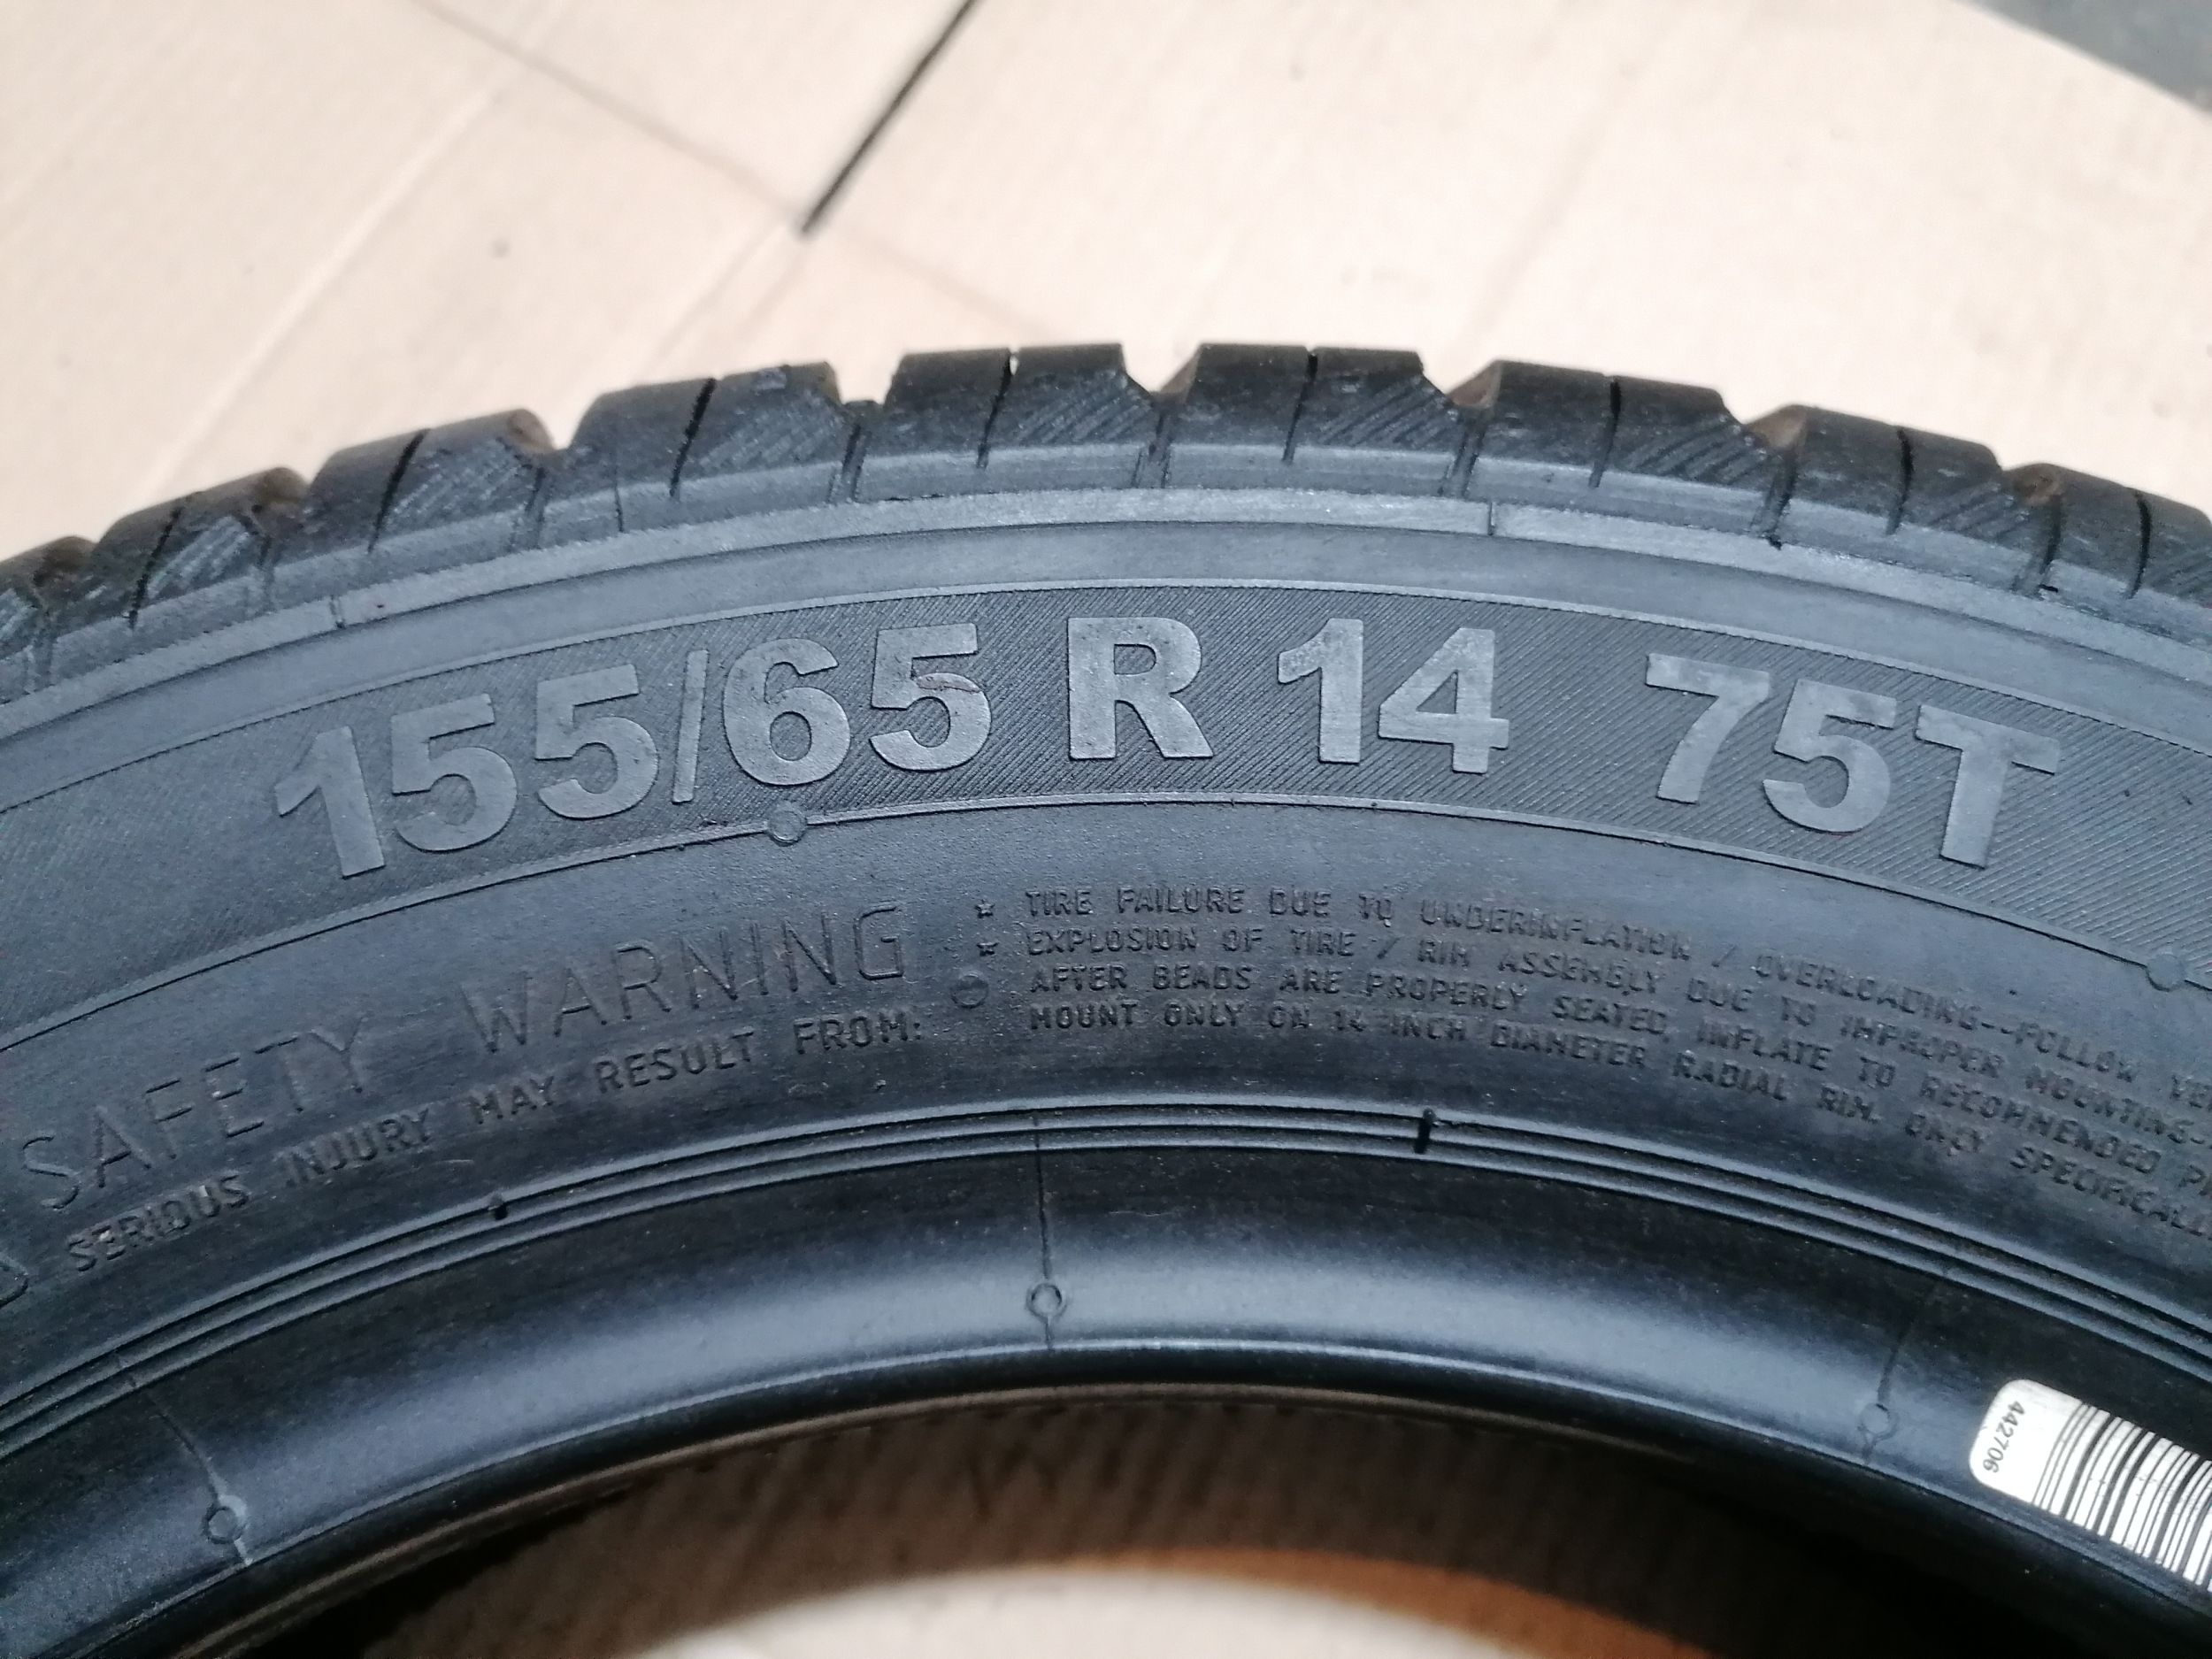 155/65 R 14 75T
SAFETY WARNING
SERIOUS INJURY MAY RESULT FROM:
TIRE FAILURE DUE TO UNDERINFLATION / OVERLOADING--FOLLOW
EXPLOSION OF TIRE / RIM ASSEMBLY DUE TO IMPROPER MOUNTING-
AFTER BEADS ARE PROPERLY SEATED, INFLATE TO RECOMMENDED
MOUNT ONLY ON 14 INCH DIAMETER RADIAL RIM. ONLY
442706